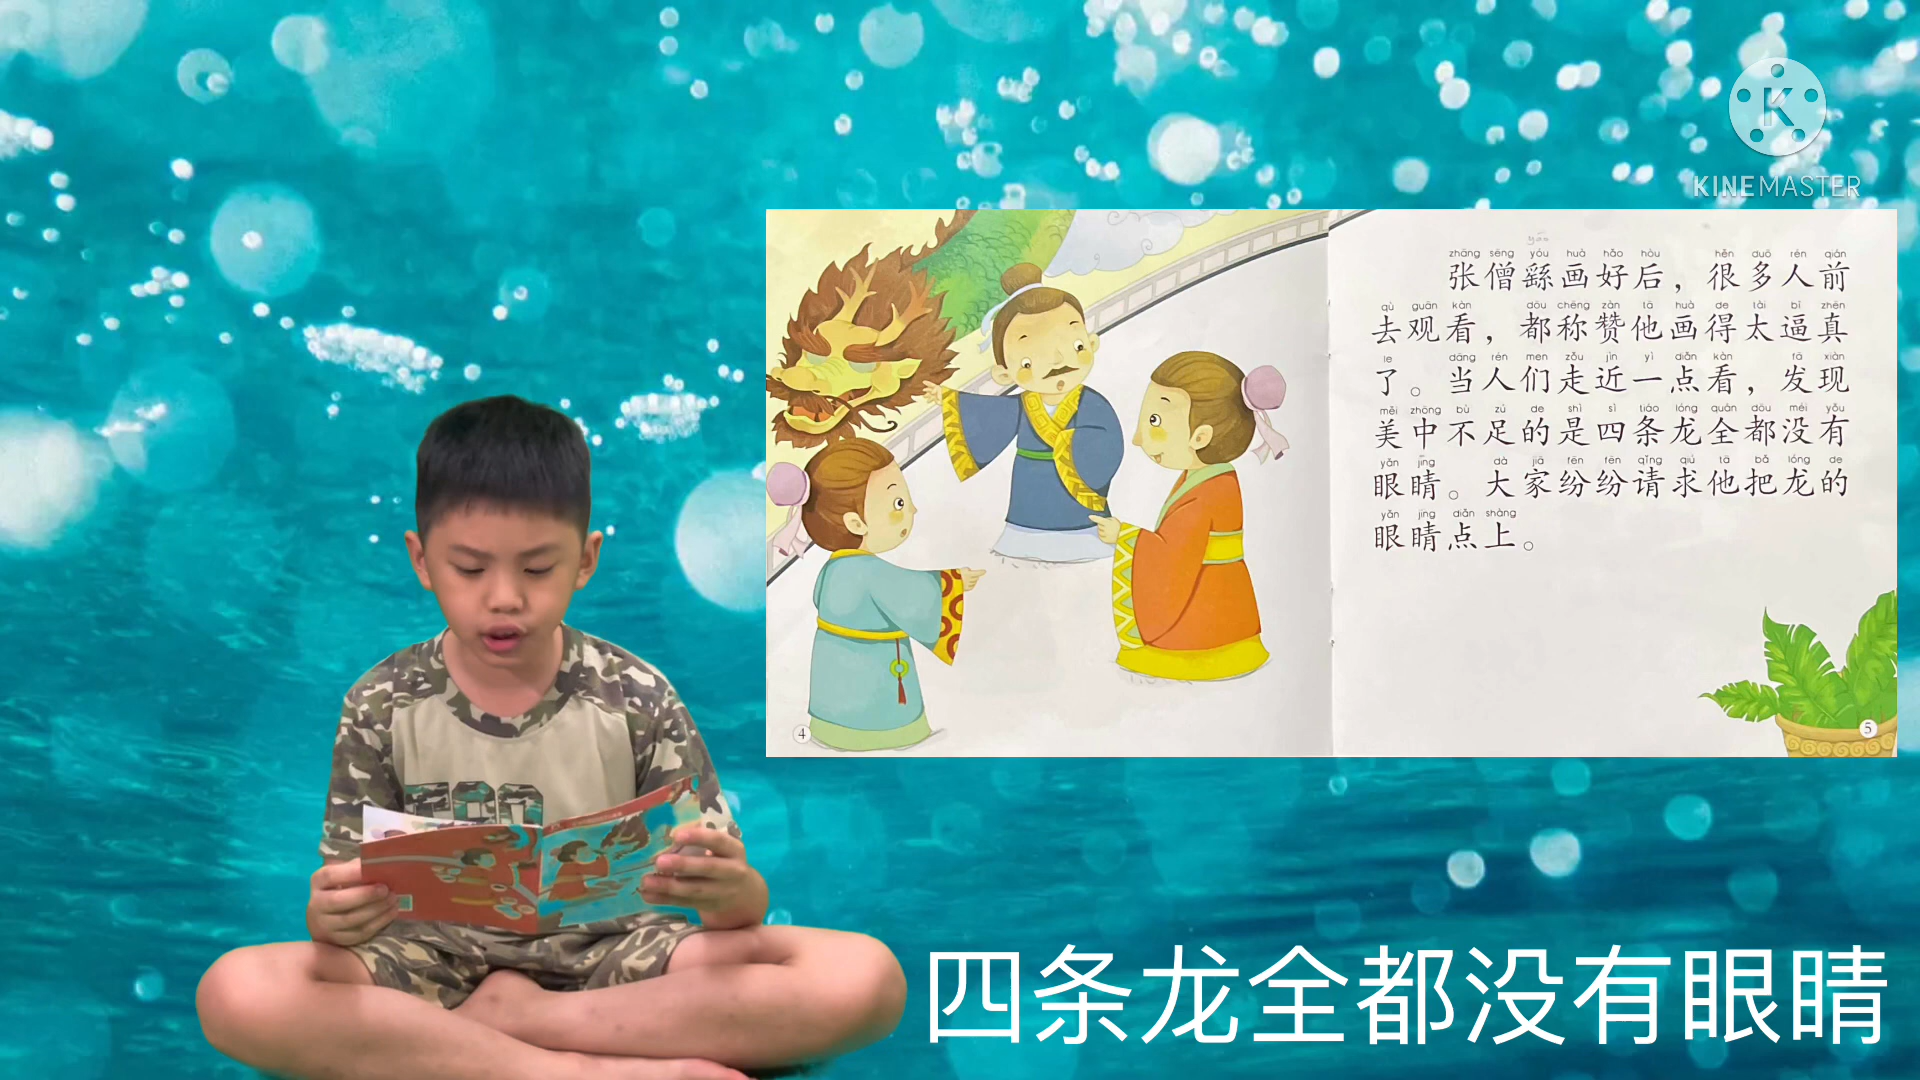 KINEMASTER
yáo
zhāng sēng yóu huà hǎo hòu hěn duō rén qián
张僧繇画好后，很多人前
qù guān kàn dōu chēng zàn tā huà de tài bī zhēn
去观看，都称赞他画得太逼真
le dāng rén men zǒu jìn yì diǎn kàn fā xiàn
了。当人们走近一点看，发现
měi zhōng bù zú de shì sì tiáo lóng quán dōu méi yǒu
美中不足的是四条龙全都没有
yǎn jīng dà jiā fēn fēn qǐng qiú tā bǎ lóng de
眼睛。大家纷纷请求他把龙的
yǎn jīng diǎn shàng
眼睛点上。
4
5
四条龙全都没有眼睛